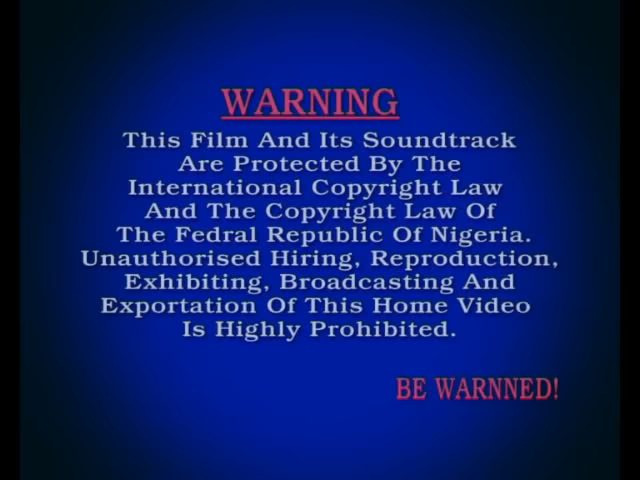 WARNING
This Film And Its Soundtrack
Are Protected By The
International Copyright Law
And The Copyright Law Of
The Fedral Republic Of Nigeria.
Unauthorised Hiring, Reproduction,
Exhibiting, Broadcasting And
Exportation Of This Home Video
Is Highly Prohibited.
BE WARNNED!